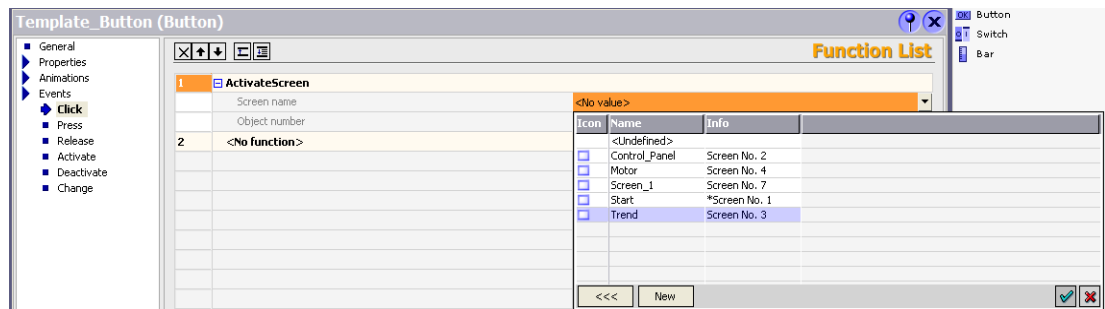 Template_Button (Button)
OK Button
Switch
Bar
General
Properties
Animations
Events
Click
Press
Release
Activate
Deactivate
Change
Function List
1 ActivateScreen
Screen name <No value>
Object number
2 <No function>
Icon Name Info
<Undefined>
Control_Panel Screen No. 2
Motor Screen No. 4
Screen_1 Screen No. 7
Start *Screen No. 1
Trend Screen No. 3
<<< New